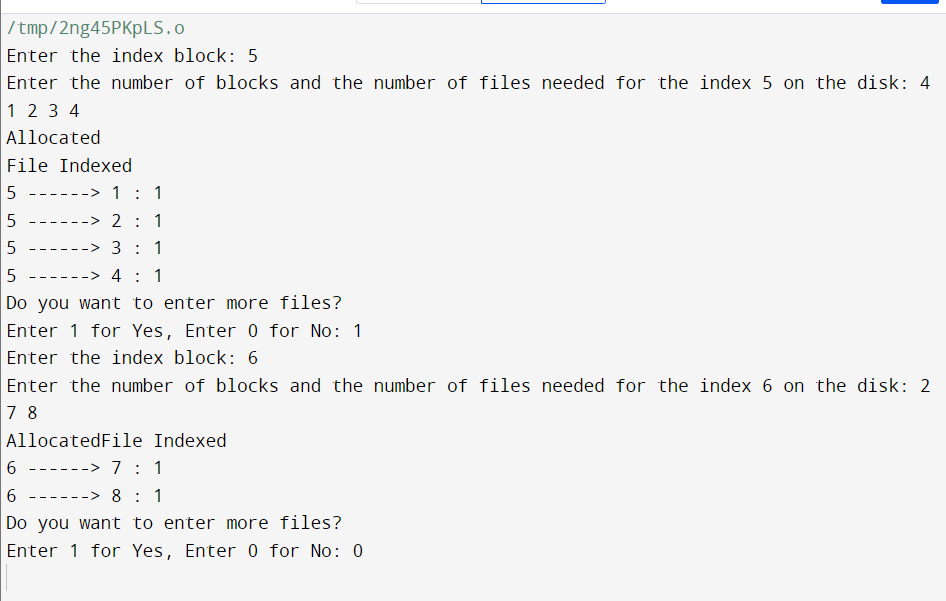 /tmp/2ng45PKpLS.o
Enter the index block: 5
Enter the number of blocks and the number of files needed for the index 5 on the disk: 4
1 2 3 4
Allocated
File Indexed
5 ------> 1 : 1
5 ------> 2 : 1
5 ------> 3 : 1
5 ------> 4 : 1
Do you want to enter more files?
Enter 1 for Yes, Enter 0 for No: 1
Enter the index block: 6
Enter the number of blocks and the number of files needed for the index 6 on the disk: 2
7 8
AllocatedFile Indexed
6 ------> 7 : 1
6 ------> 8 : 1
Do you want to enter more files?
Enter 1 for Yes, Enter 0 for No: 0